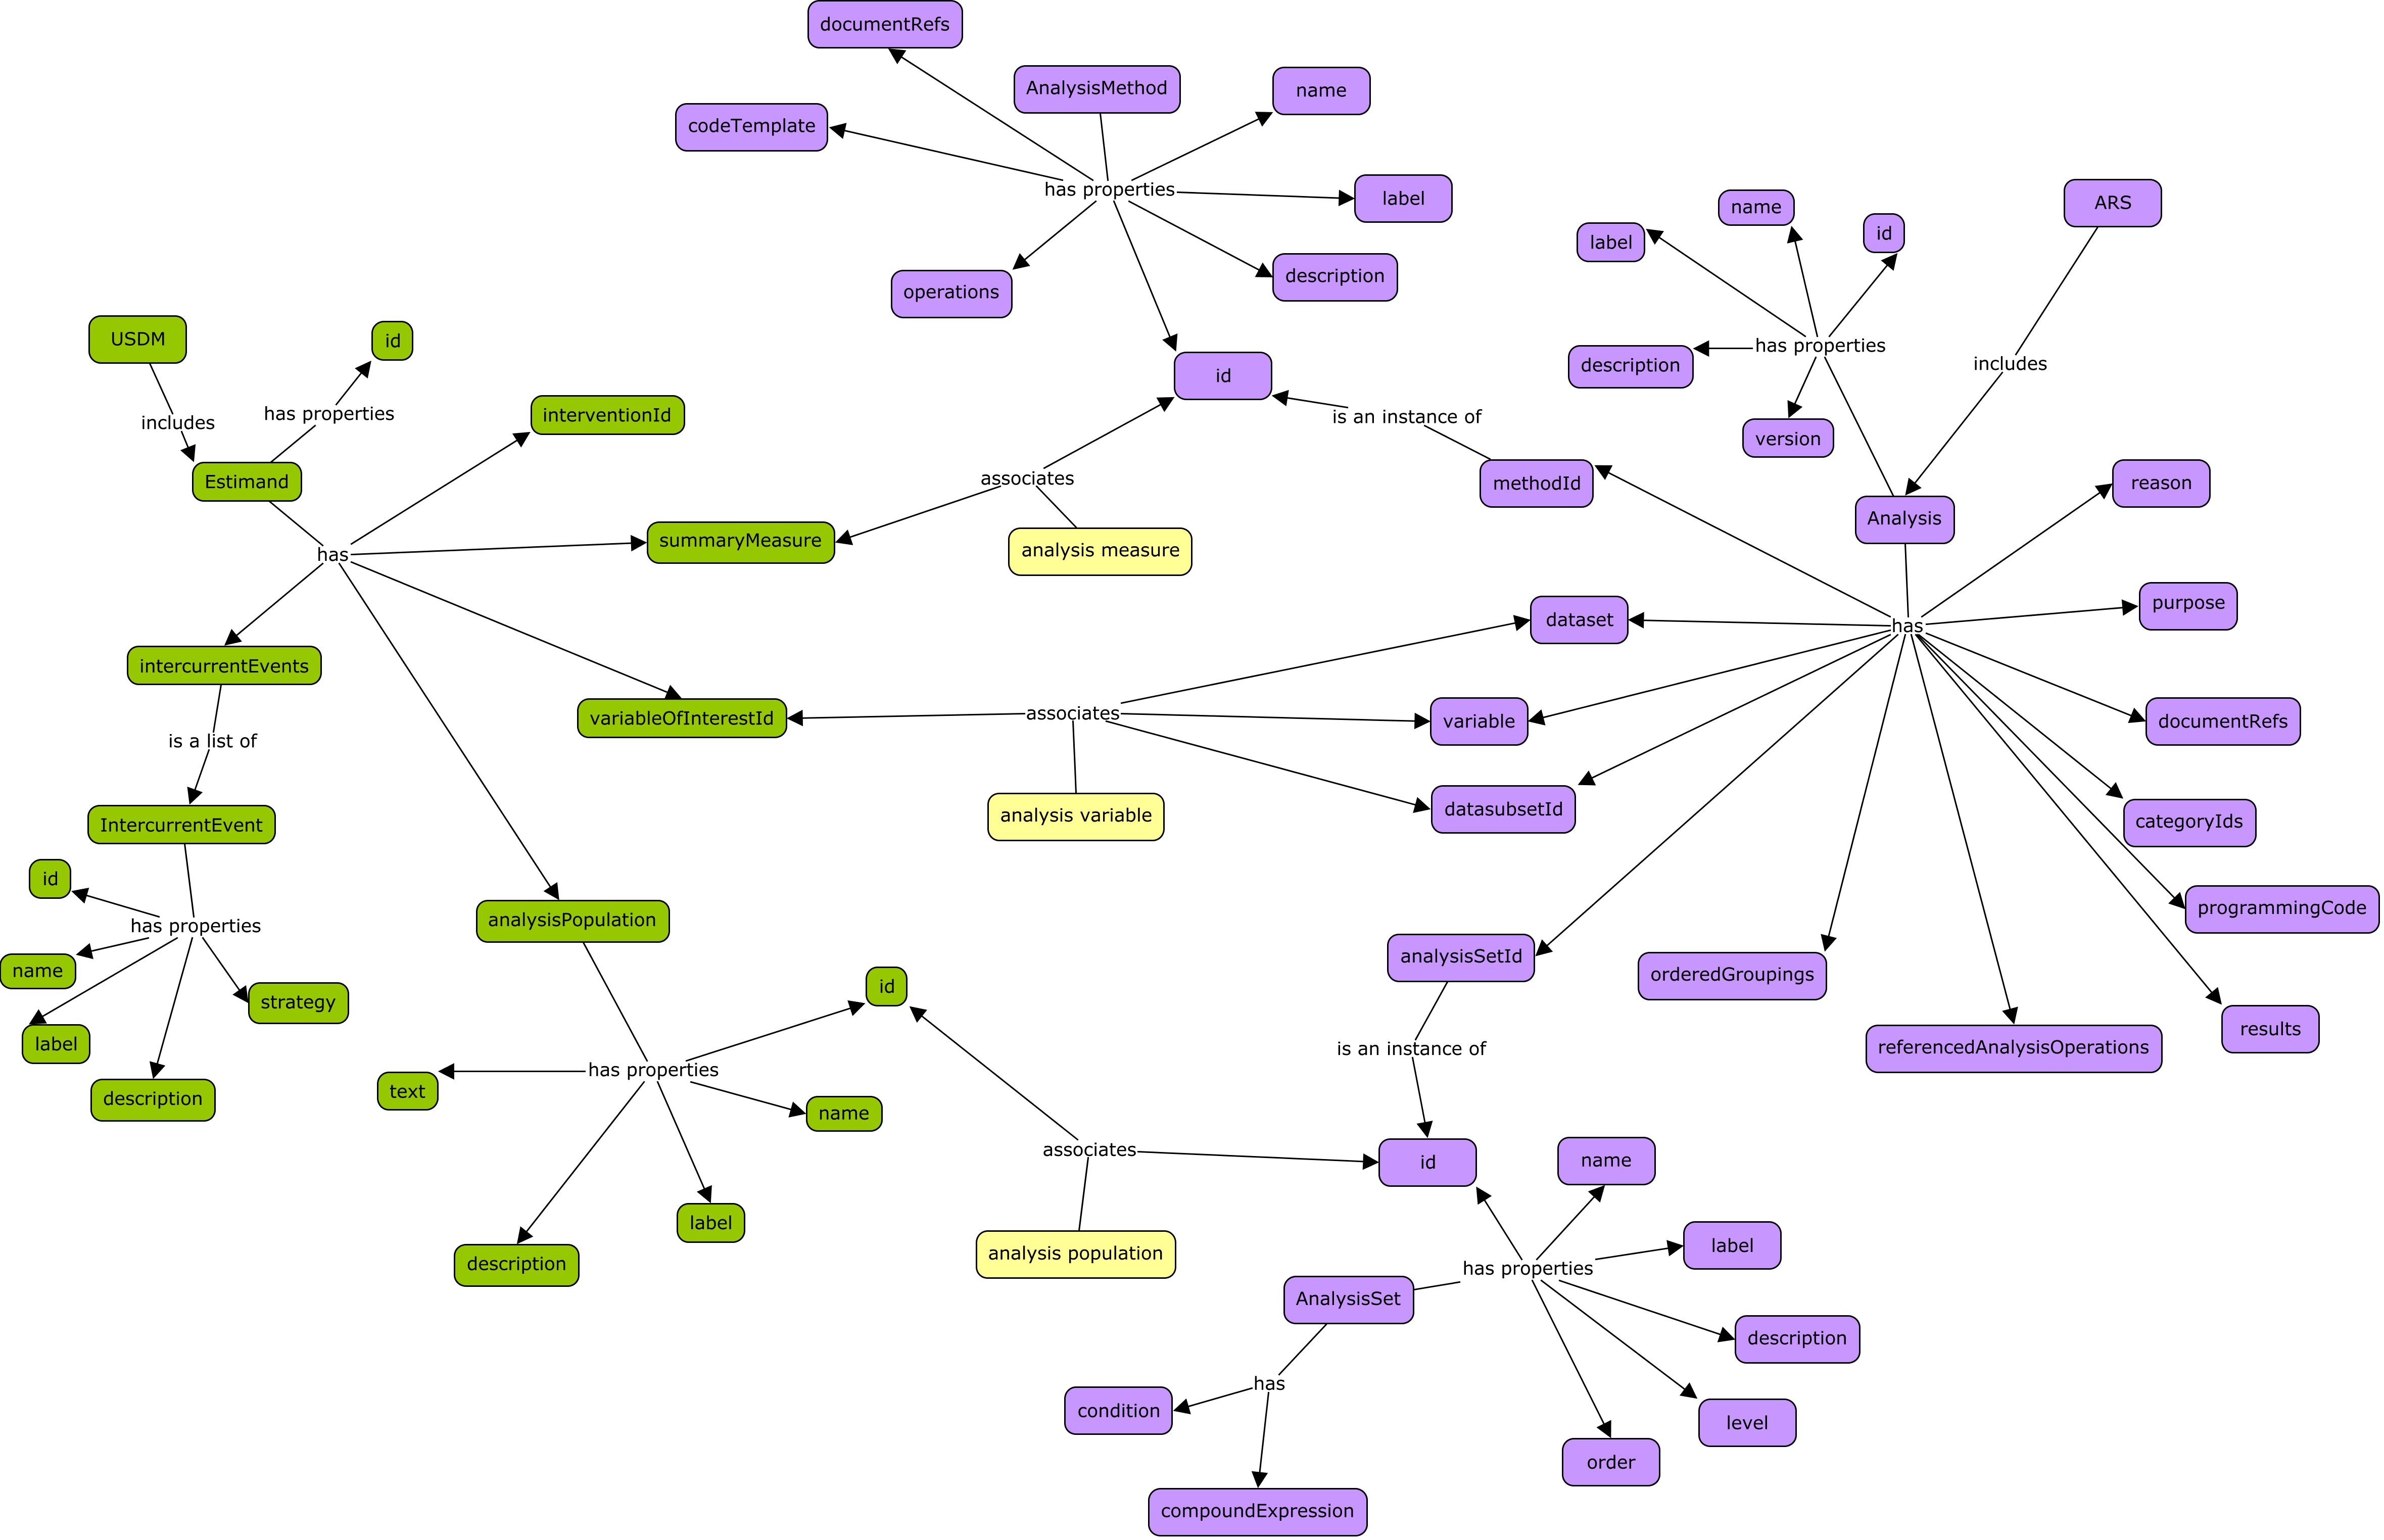 documentRefs
AnalysisMethod
name
codeTemplate
has properties
label
operations
description
id
name
ARS
label
id
has properties
description
includes
version
USDM
id
includes
has properties
interventionId
Estimand
is an instance of
associates
methodId
reason
Analysis
has
summaryMeasure
analysis measure
dataset
has
purpose
intercurrentEvents
variableOfInterestId
associates
variable
documentRefs
is a list of
analysis variable
datasubsetId
categoryIds
IntercurrentEvent
id
has properties
analysisPopulation
programmingCode
name
strategy
id
analysisSetId
orderedGroupings
label
results
is an instance of
referencedAnalysisOperations
description
text
has properties
name
associates
id
name
label
description
analysis population
label
has properties
AnalysisSet
description
has
condition
level
order
compoundExpression